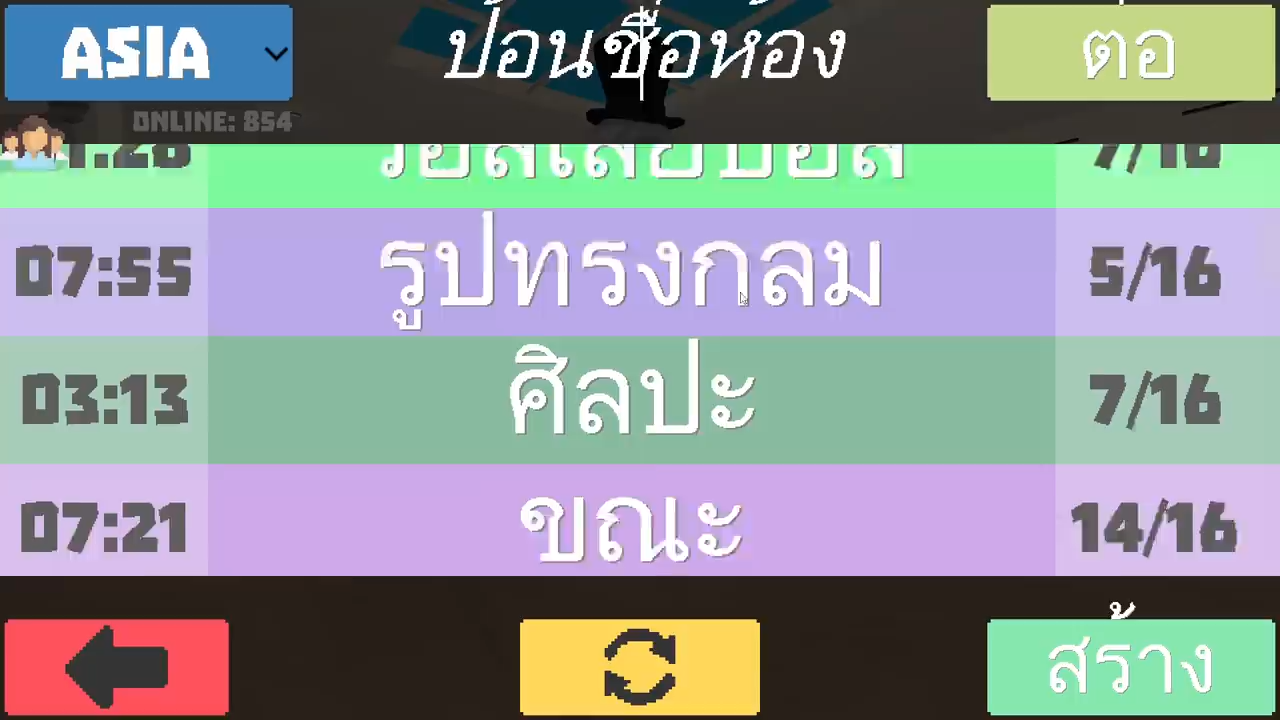 ASIA
ป้อนชื่อห้อง
ต่อ
ONLINE: 854
7/16
07:55
รูปทรงกลม
5/16
03:13
ศิลปะ
7/16
07:21
ขณะ
14/16
สร้าง